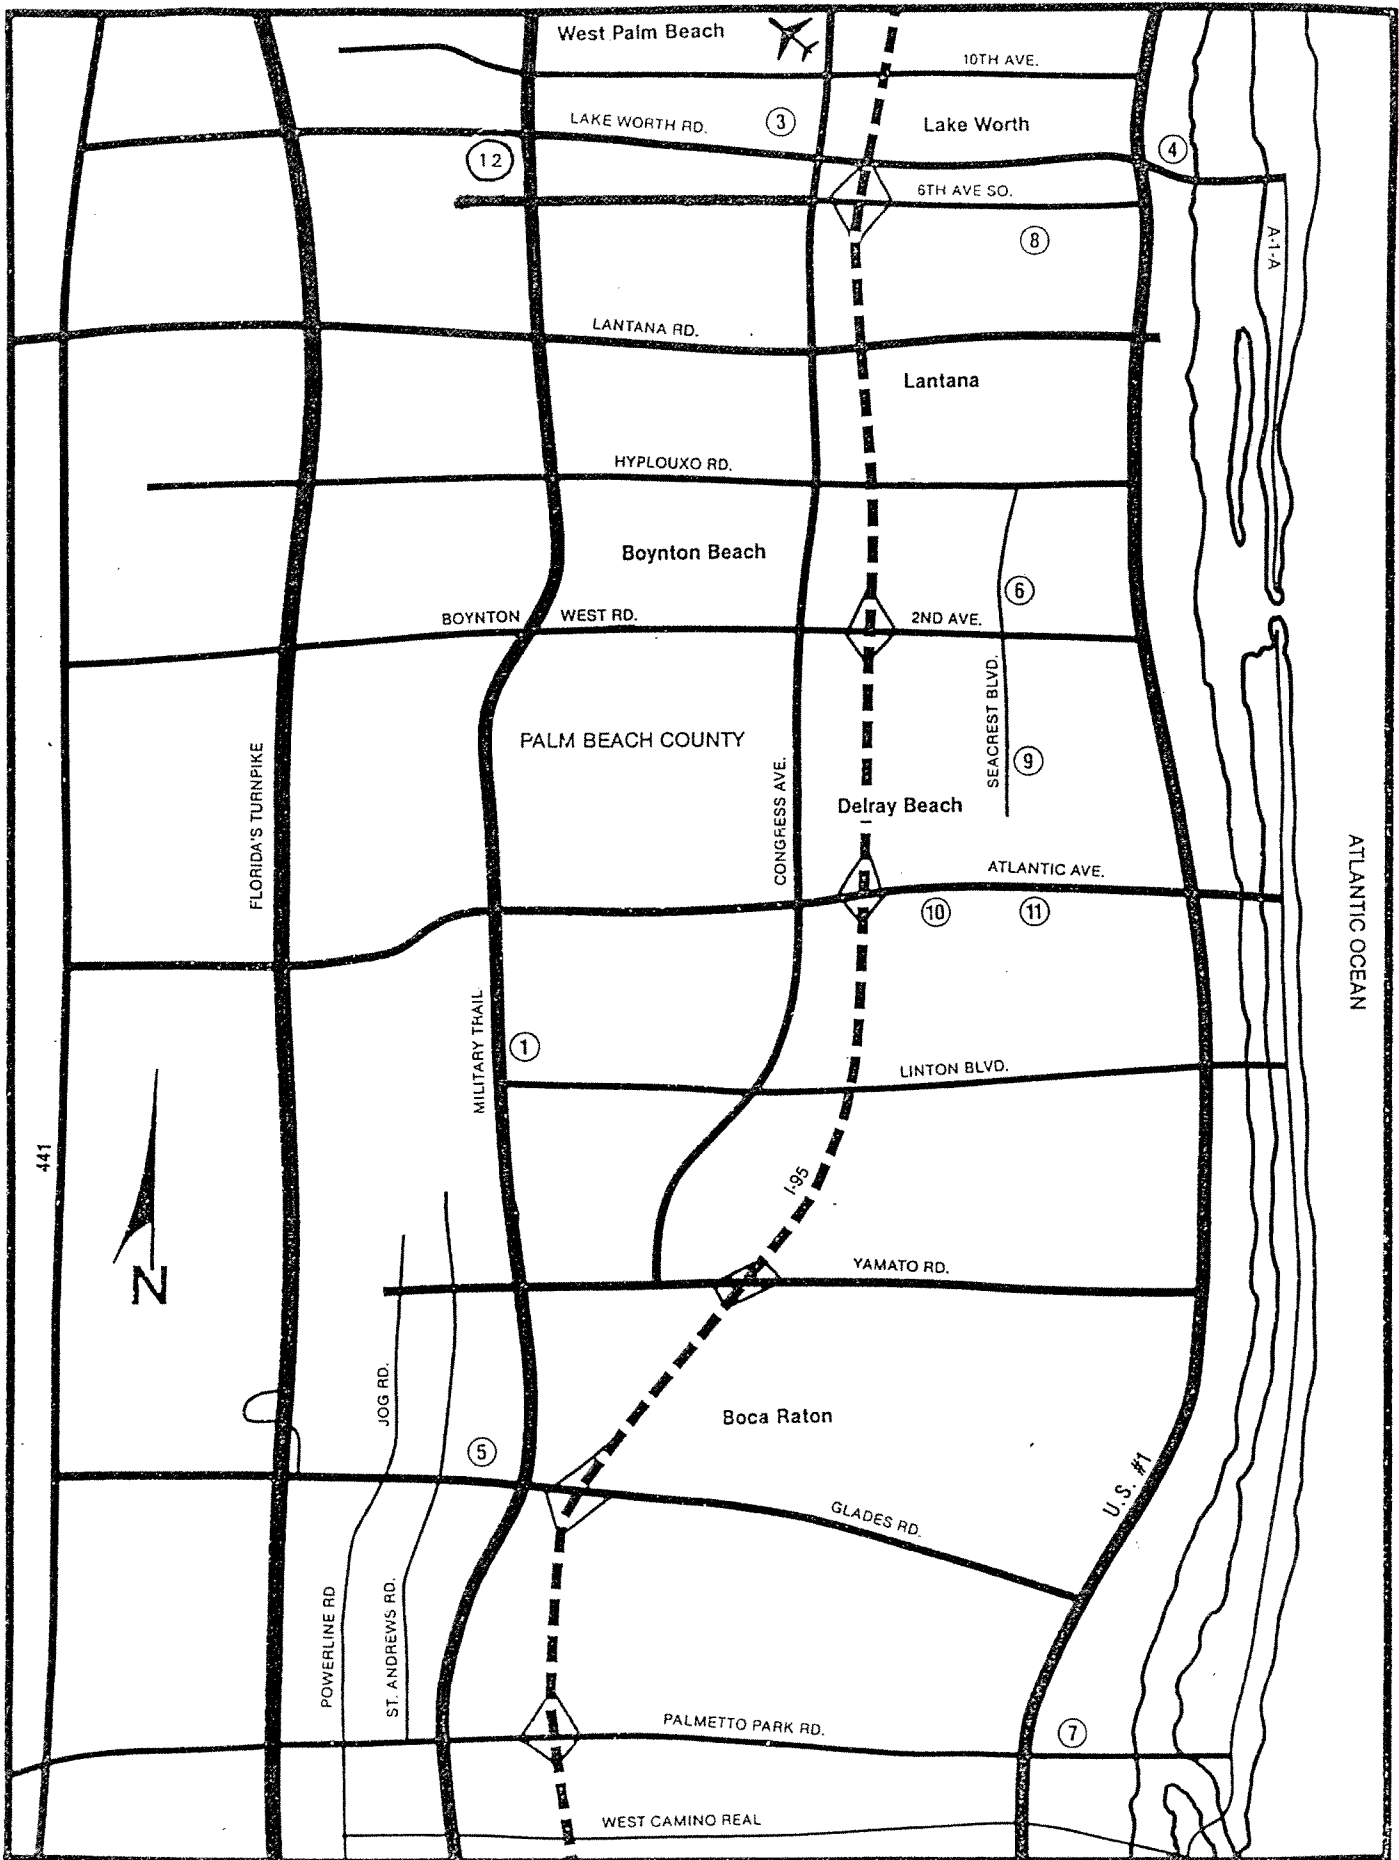 West Palm Beach
10TH AVE.
LAKE WORTH RD.
3
Lake Worth
4
12
6TH AVE SO.
8
A-1-A
LANTANA RD.
Lantana
HYPLOUXO RD.
Boynton Beach
6
BOYNTON WEST RD.
2ND AVE.
SEACREST BLVD.
PALM BEACH COUNTY
FLORIDA'S TURNPIKE
CONGRESS AVE.
9
Delray Beach
ATLANTIC AVE.
10
11
ATLANTIC OCEAN
MILITARY TRAIL
1
LINTON BLVD.
441
I-95
N
YAMATO RD.
JOG RD.
Boca Raton
5
U.S. #1
GLADES RD.
POWERLINE RD
ST. ANDREWS RD.
PALMETTO PARK RD.
7
WEST CAMINO REAL